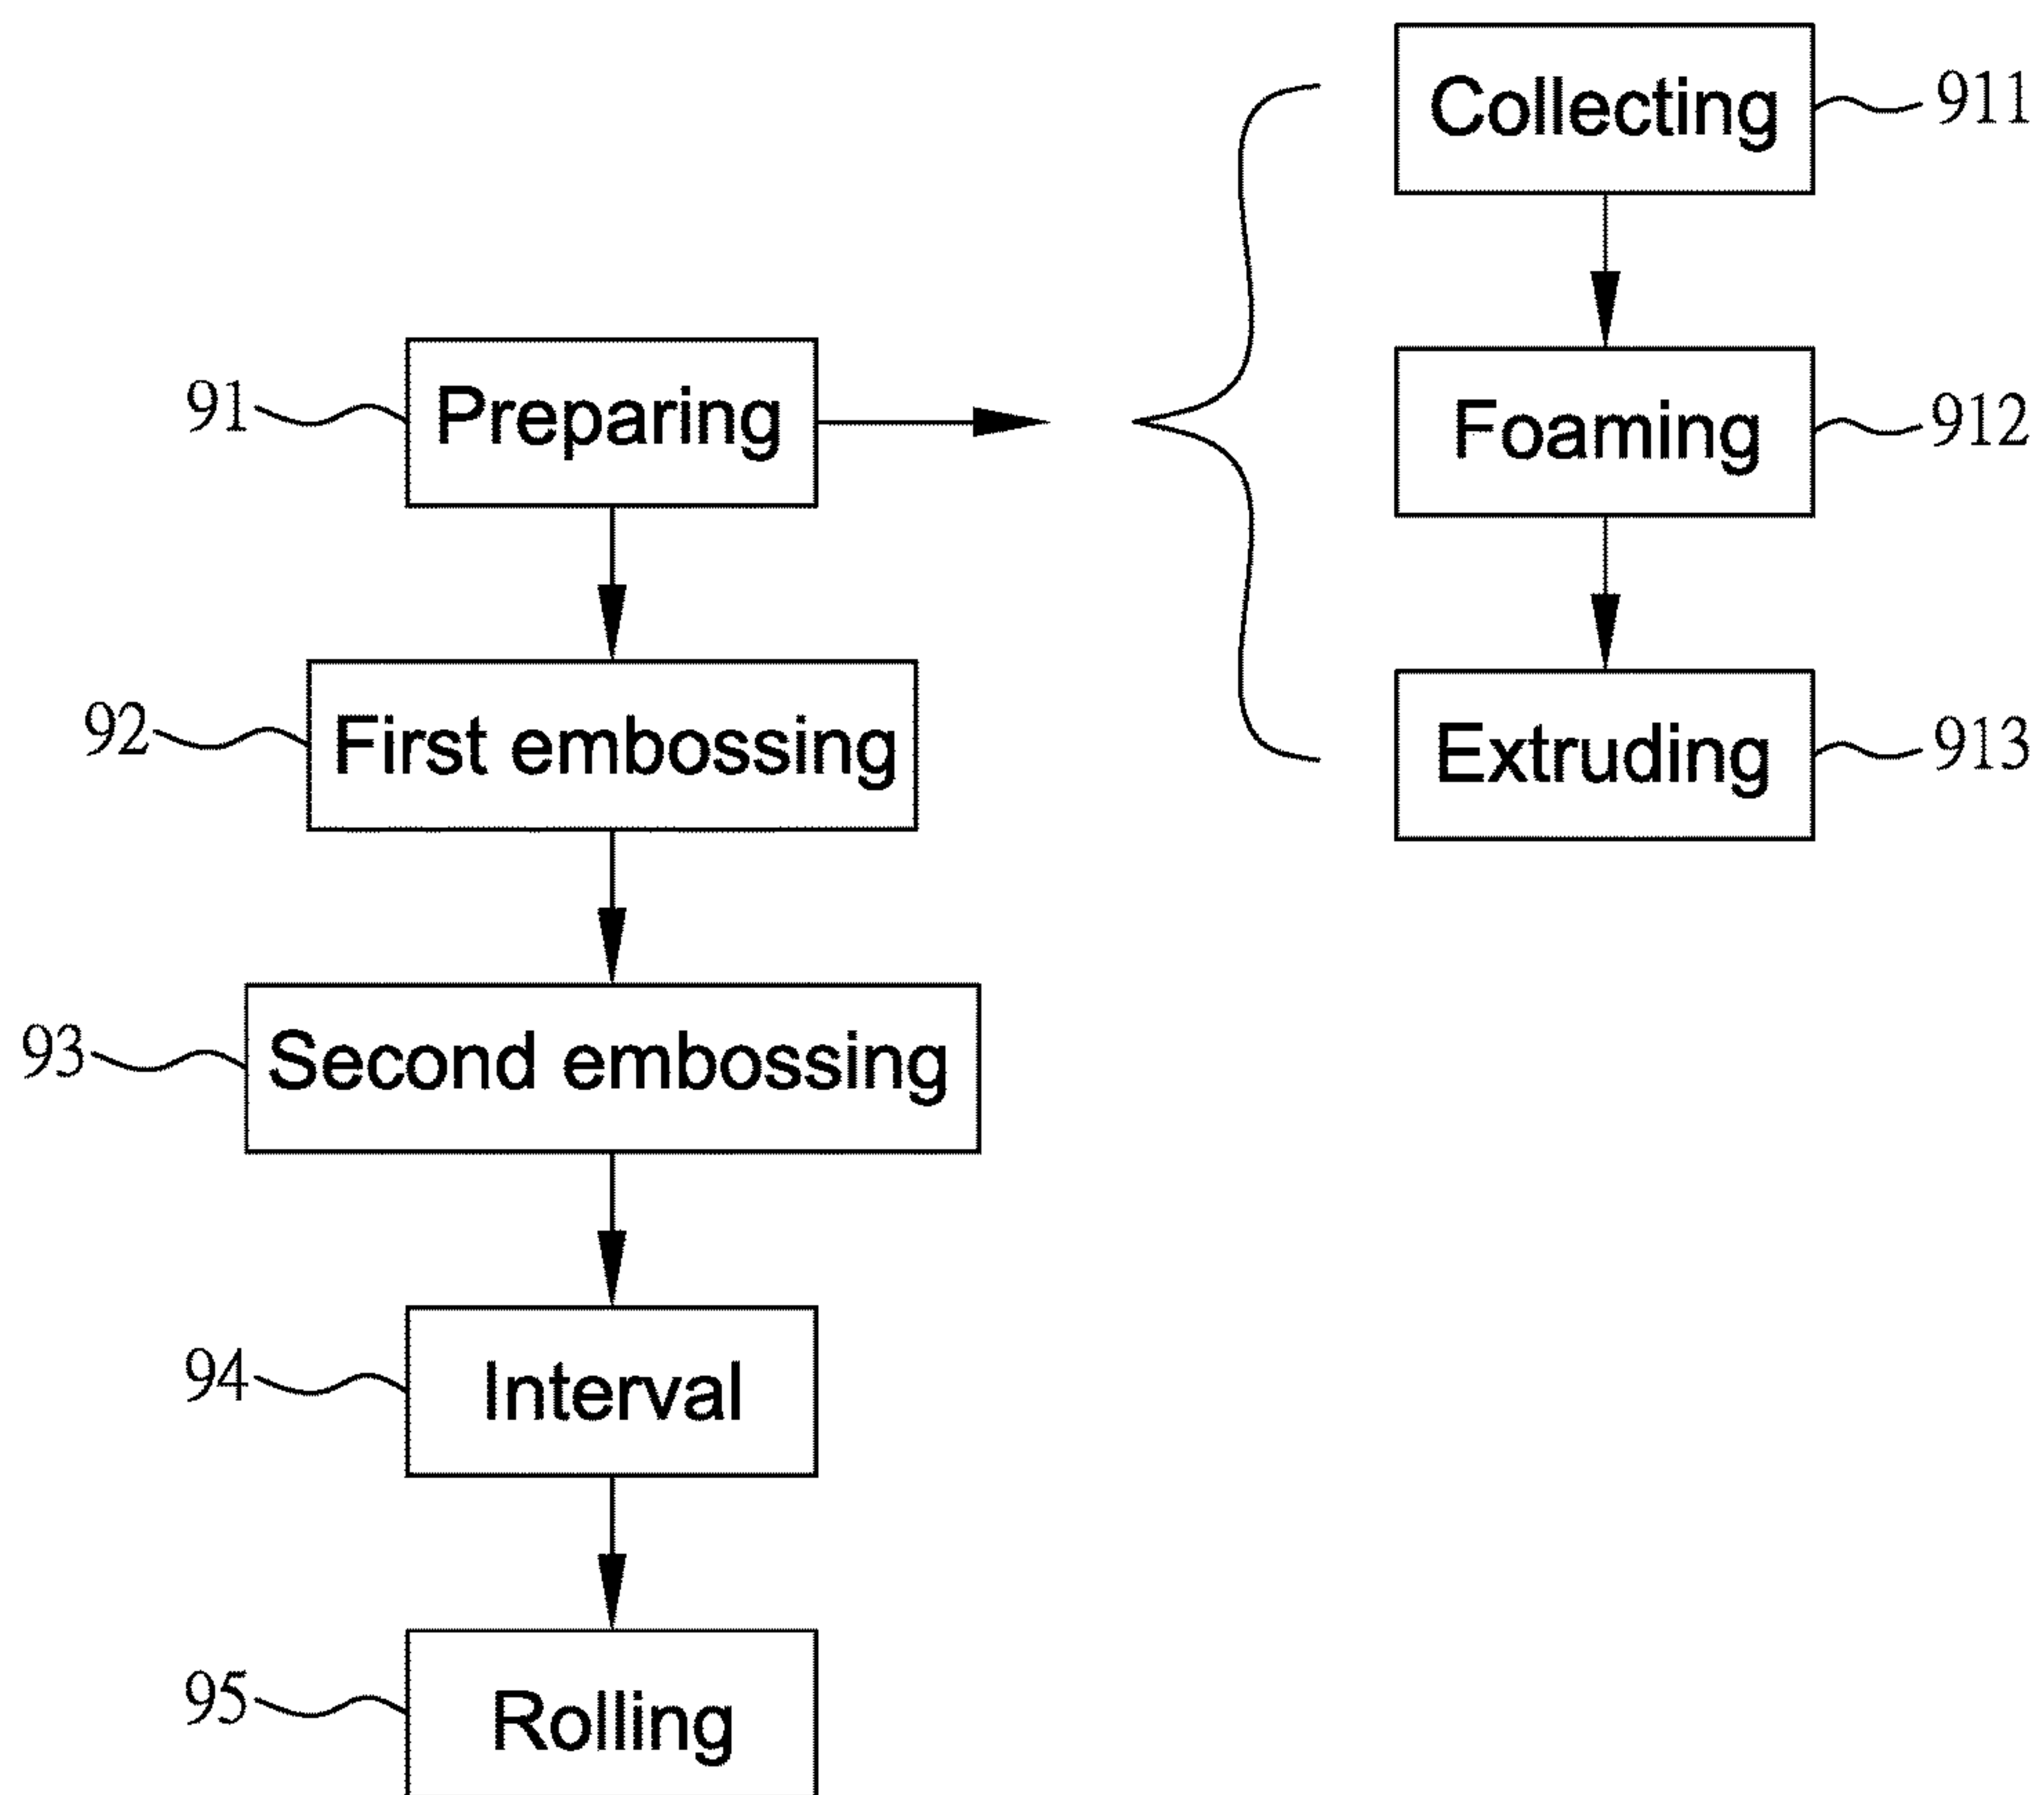 Collecting
911
91
Preparing
Foaming
912
92
First embossing
Extruding
913
93
Second embossing
94
Interval
95
Rolling